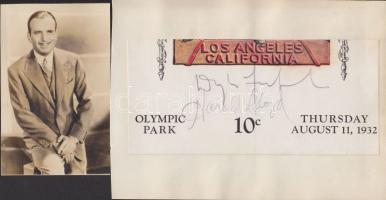 LOS ANGELES
CALIFORNIA
OLYMPIC
PARK
10c
THURSDAY
AUGUST 11, 1932